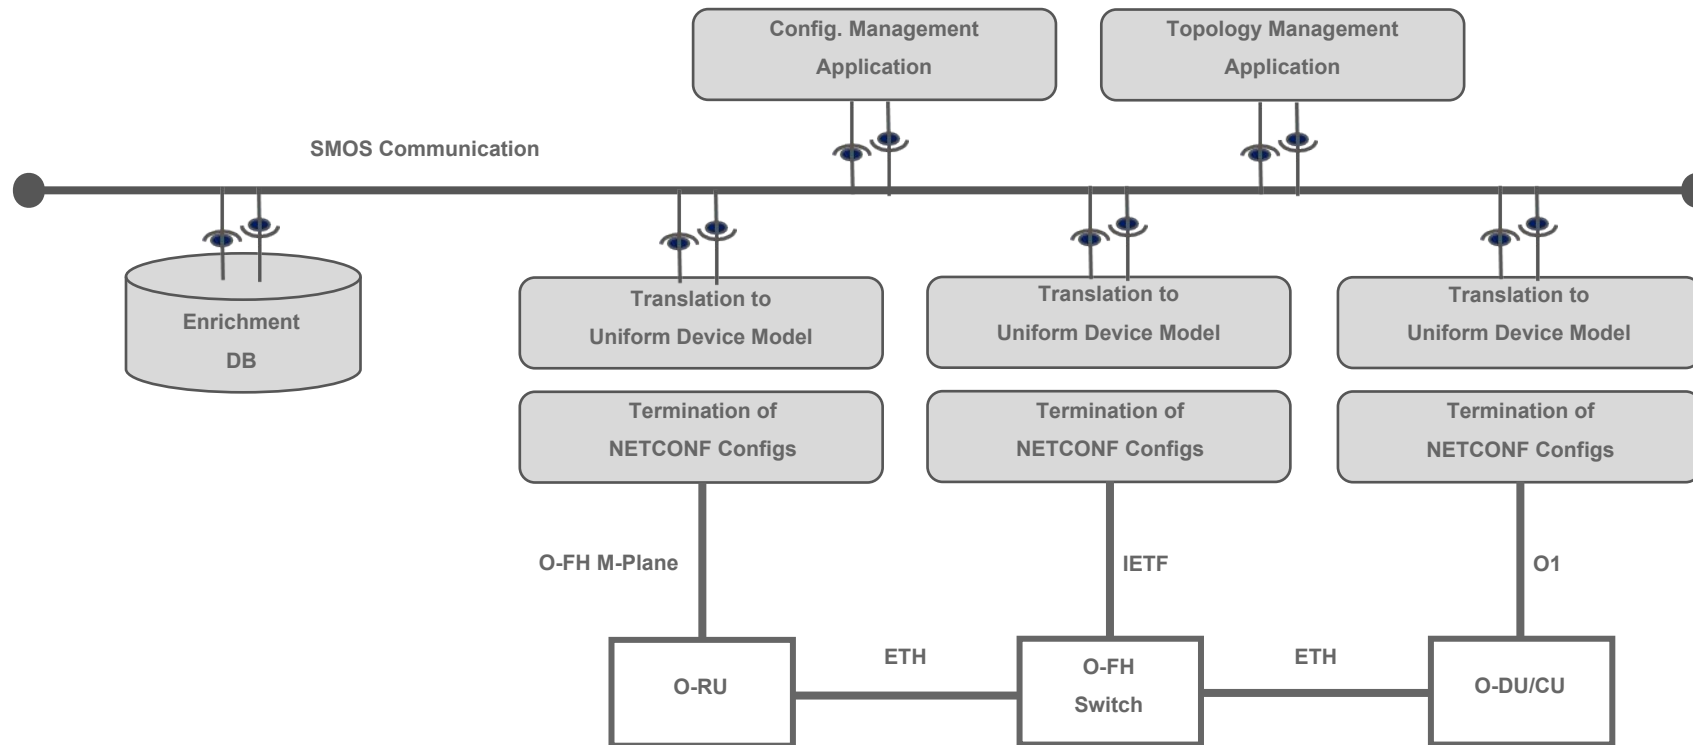 Config. Management
Application
Topology Management
Application
SMOS Communication
Enrichment
DB
Translation to
Uniform Device Model
Translation to
Uniform Device Model
Translation to
Uniform Device Model
Termination of
NETCONF Configs
Termination of
NETCONF Configs
Termination of
NETCONF Configs
O-FH M-Plane
IETF
O1
O-RU
ETH
O-FH
Switch
ETH
O-DU/CU